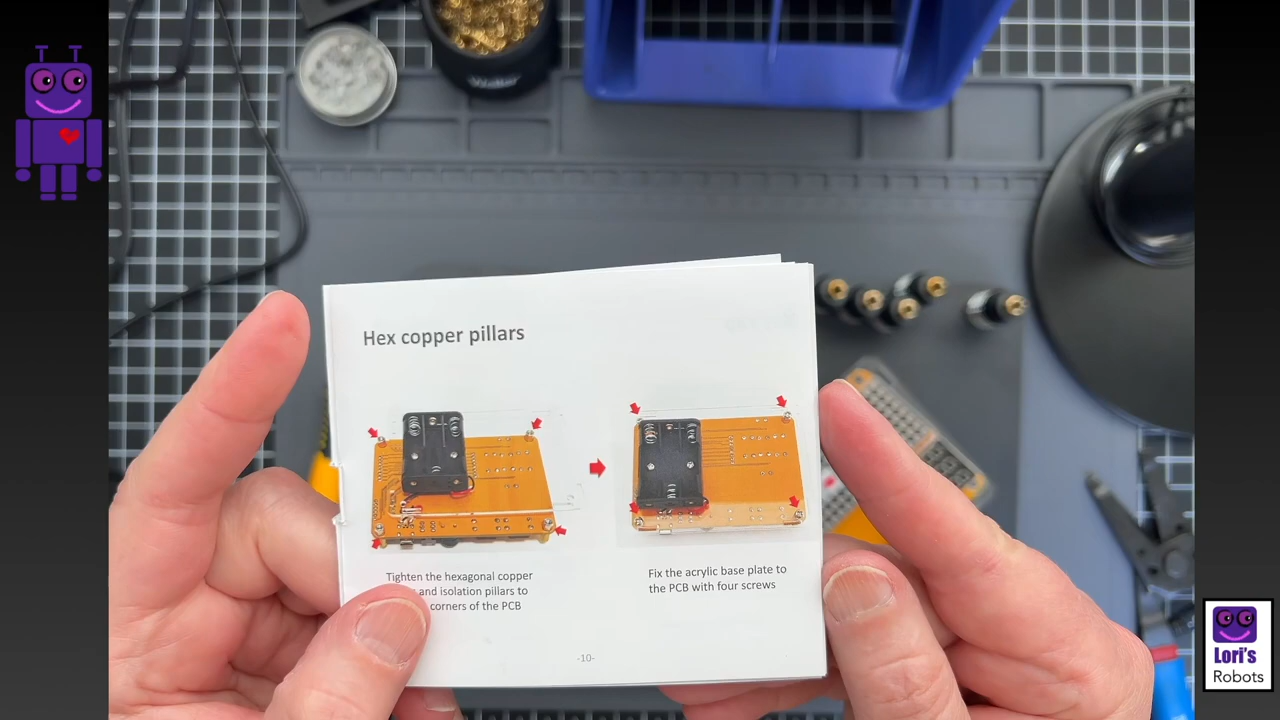 Weller
Hex copper pillars
Tighten the hexagonal copper
and isolation pillars to
corners of the PCB
Fix the acrylic base plate to
the PCB with four screws
-10-
Lori's
Robots